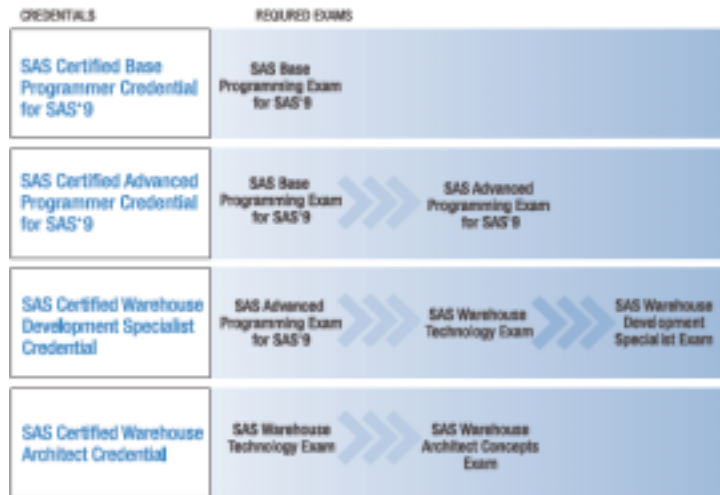 CREDENTIALS
REQUIRED EXAMS
SAS Certified Base
Programmer Credential
for SAS®9
SAS Base
Programming Exam
for SAS®9
SAS Certified Advanced
Programmer Credential
for SAS®9
SAS Base
Programming Exam
for SAS®9
SAS Advanced
Programming Exam
for SAS®9
SAS Certified Warehouse
Development Specialist
Credential
SAS Advanced
Programming Exam
for SAS®9
SAS Warehouse
Technology Exam
SAS Warehouse
Development
Specialist Exam
SAS Certified Warehouse
Architect Credential
SAS Warehouse
Technology Exam
SAS Warehouse
Architect Concepts
Exam